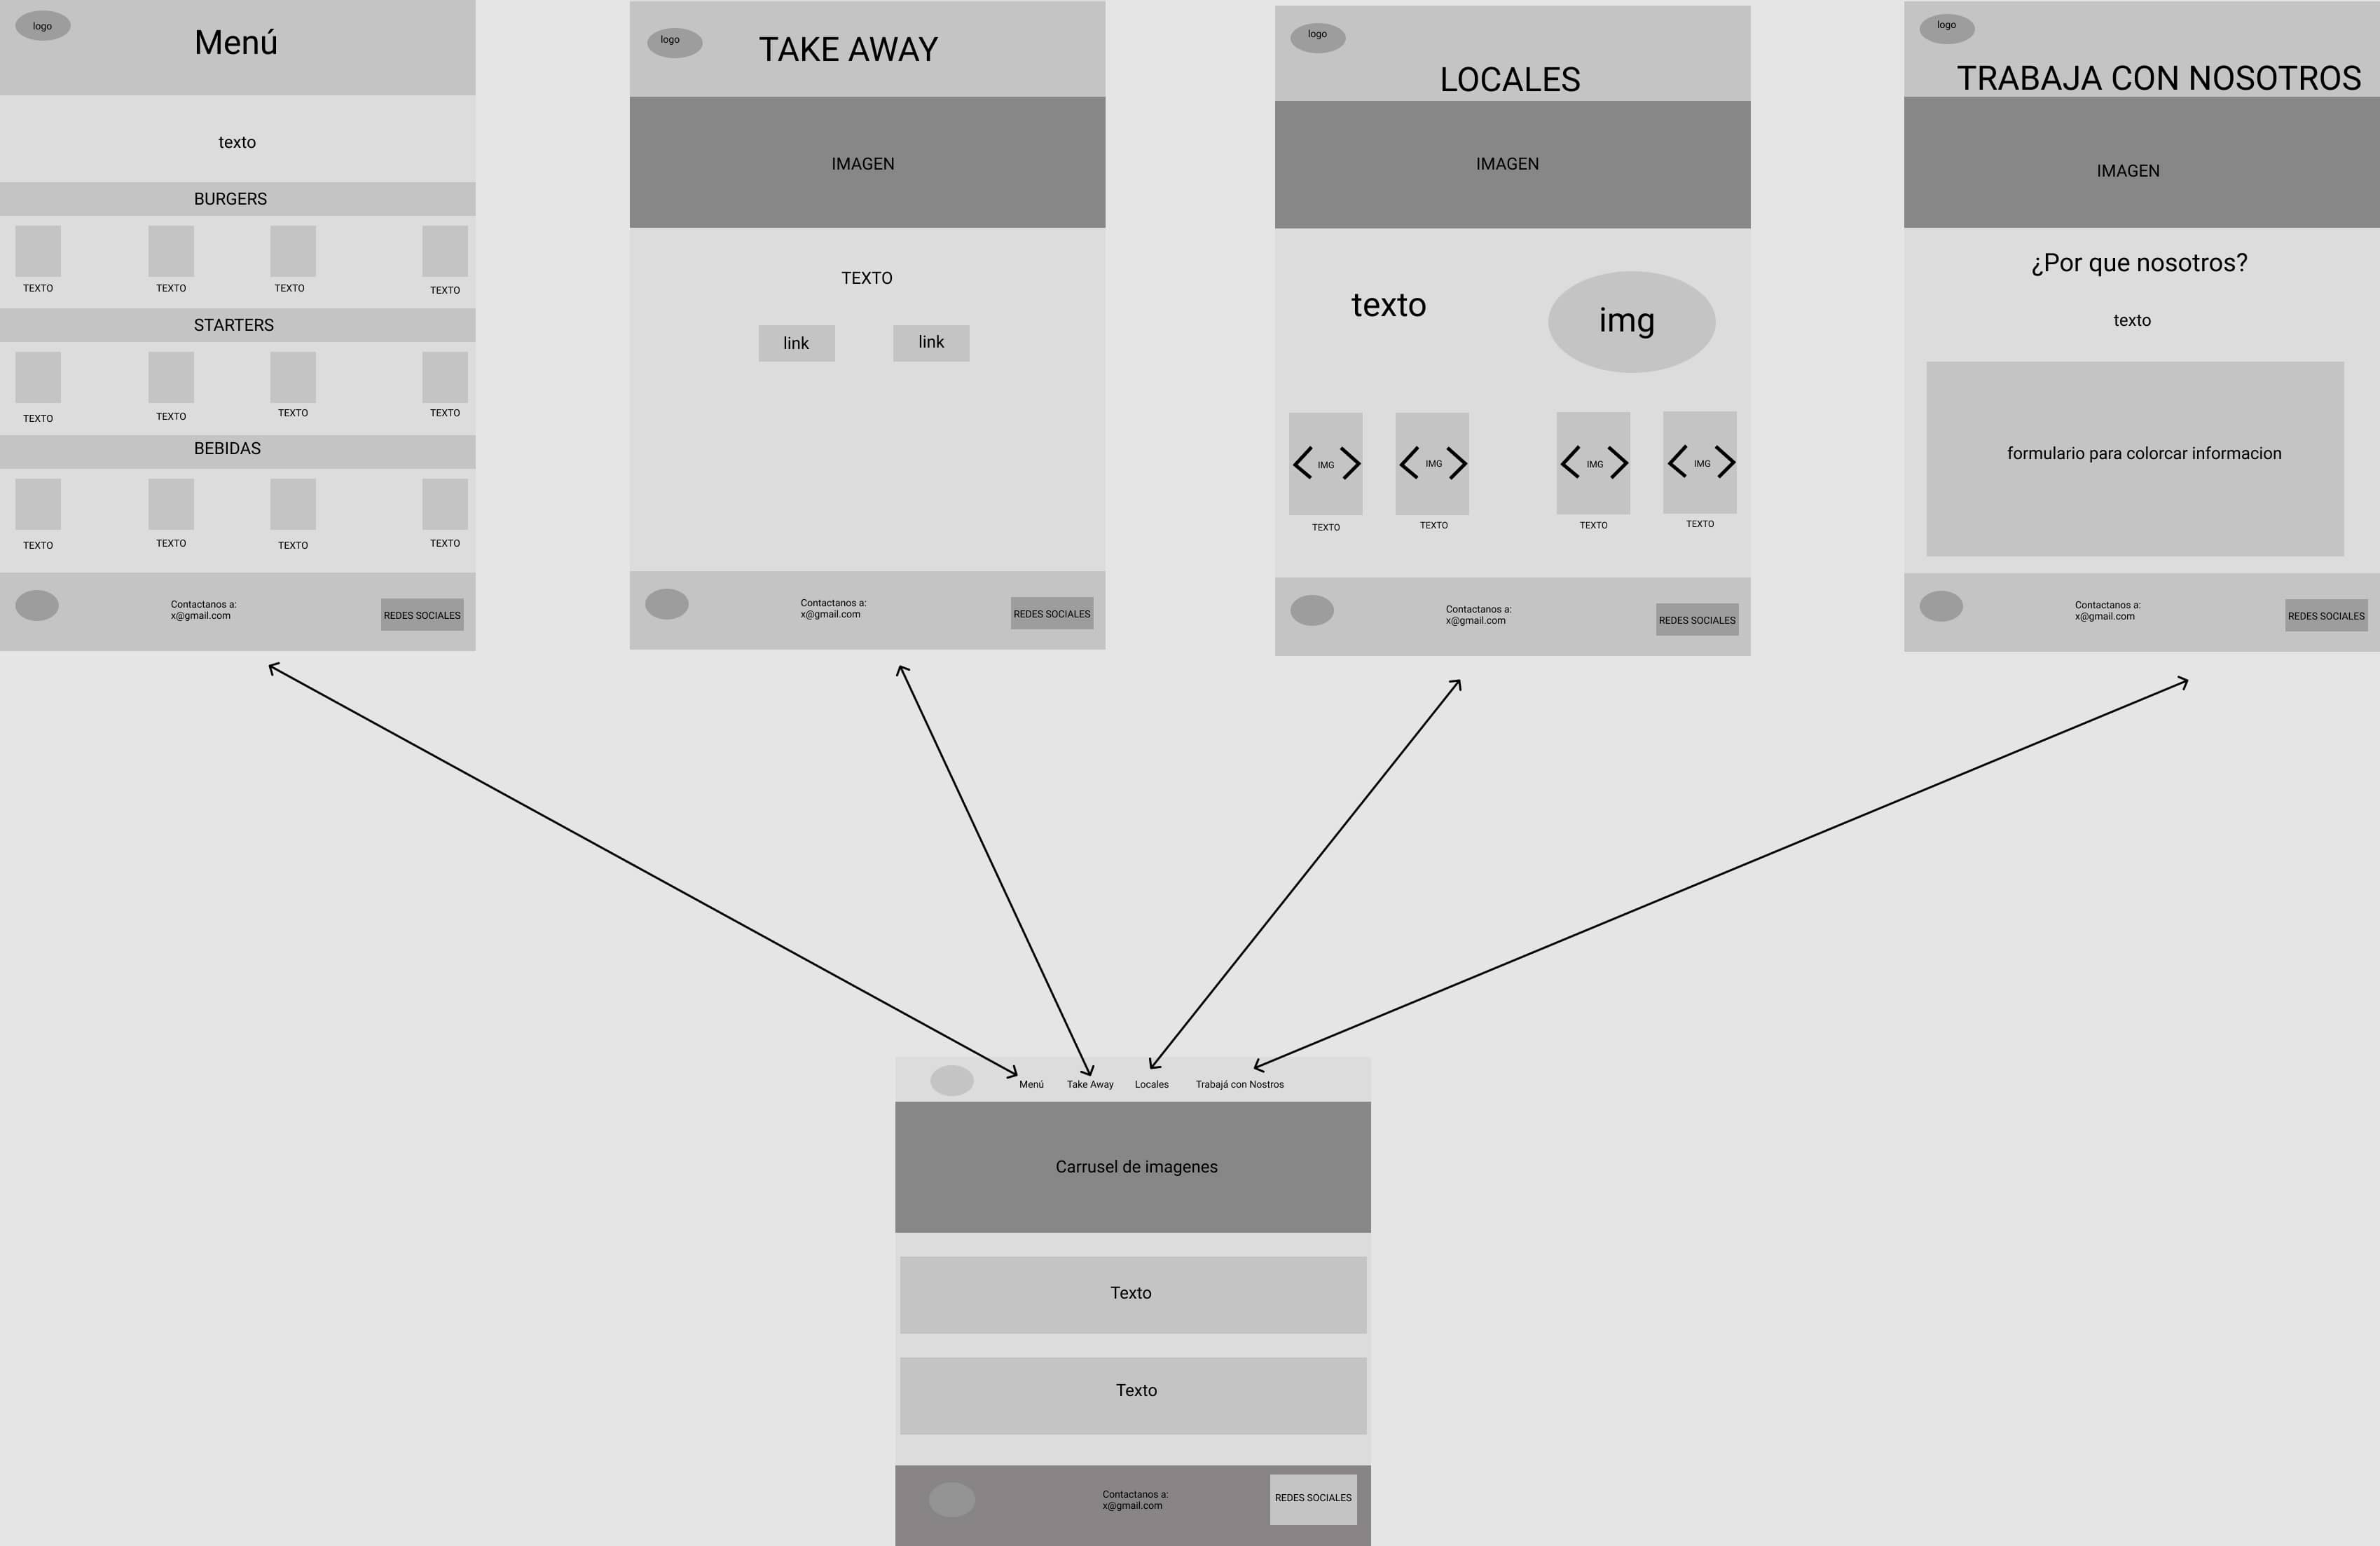 logo
Menú
texto
BURGERS
TEXTO
TEXTO
TEXTO
TEXTO
STARTERS
TEXTO
TEXTO
TEXTO
TEXTO
BEBIDAS
TEXTO
TEXTO
TEXTO
TEXTO
Contactanos a:
x@gmail.com
REDES SOCIALES
logo
TAKE AWAY
IMAGEN
TEXTO
link
link
Contactanos a:
x@gmail.com
REDES SOCIALES
logo
LOCALES
IMAGEN
texto
img
IMG
IMG
IMG
IMG
TEXTO
TEXTO
TEXTO
TEXTO
Contactanos a:
x@gmail.com
REDES SOCIALES
logo
TRABAJA CON NOSOTROS
IMAGEN
¿Por que nosotros?
texto
formulario para colorcar informacion
Contactanos a:
x@gmail.com
REDES SOCIALES
Menú
Take Away
Locales
Trabajá con Nostros
Carrusel de imagenes
Texto
Texto
Contactanos a:
x@gmail.com
REDES SOCIALES